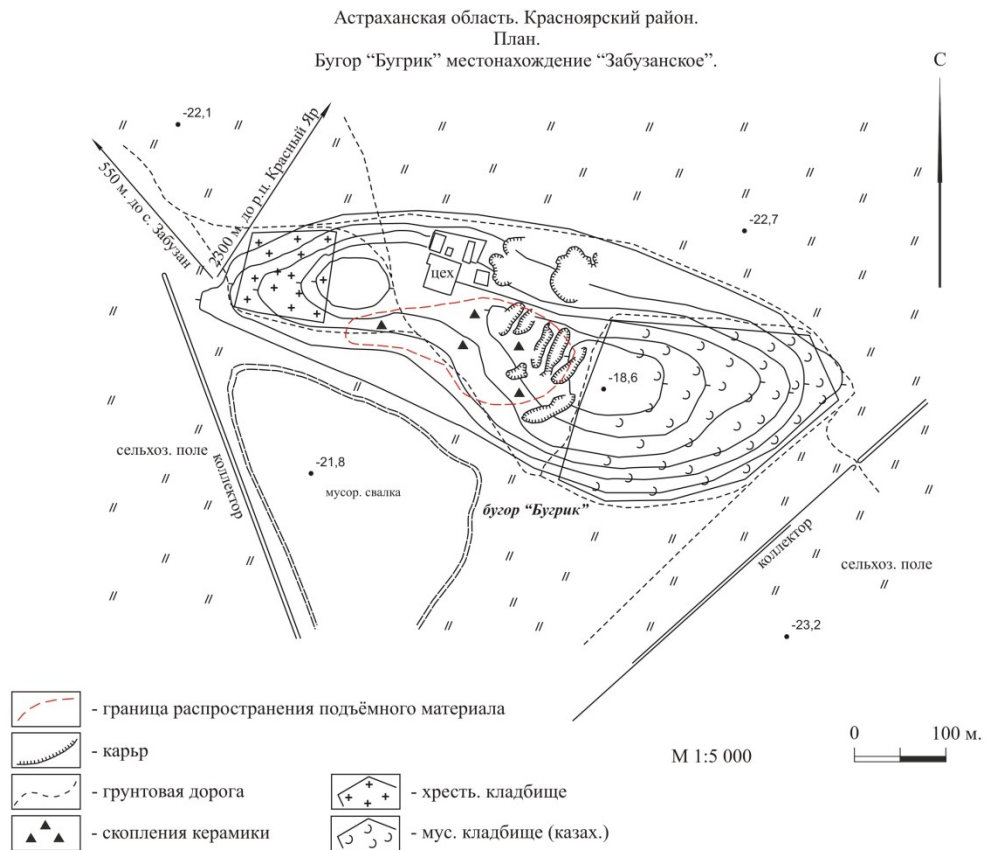 Астраханская область. Красноярский район.
План.
Бугор “Бугрик” местонахождение “Забузанское”.
С
-22,1
550 м. до с. Забузан
2300 м. до р.ц. Красный Яр
-22,7
цех
-18,6
сельхоз. поле
коллектор
-21,8
мусор. свалка
бугор “Бугрик”
коллектор
сельхоз. поле
-23,2
- граница распространения подъёмного материала
- карьр
- грунтовая дорога
- скопления керамики
- хресть. кладбище
- мус. кладбище (казах.)
М 1:5 000
0 100 м.